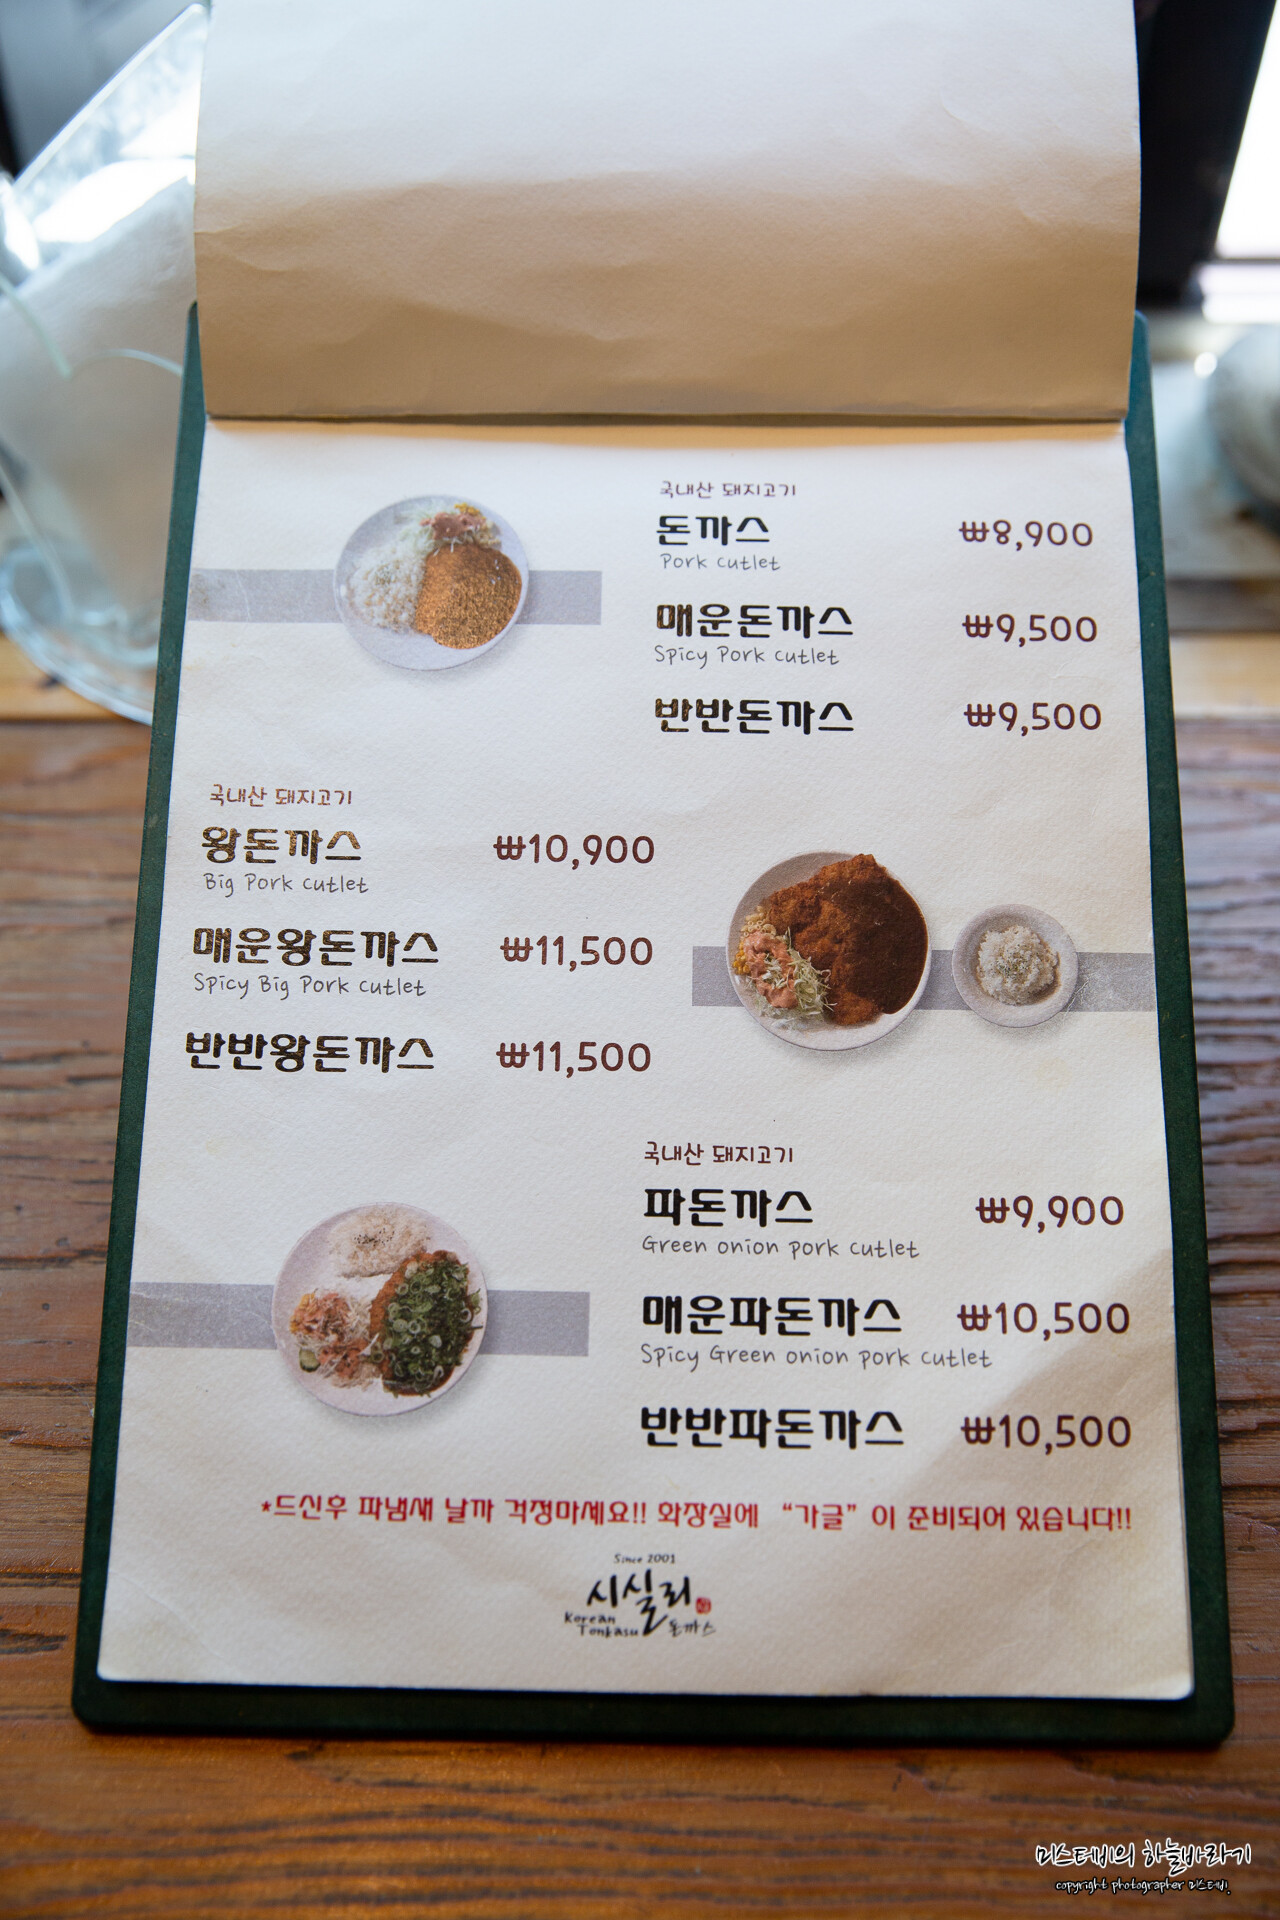 국내산 돼지고기
돈까스 ₩8,900
Pork cutlet
매운돈까스 ₩9,500
Spicy Pork cutlet
반반돈까스 ₩9,500
국내산 돼지고기
왕돈까스 ₩10,900
Big Pork cutlet
매운왕돈까스 ₩11,500
Spicy Big Pork cutlet
반반왕돈까스 ₩11,500
국내산 돼지고기
파돈까스 ₩9,900
Green onion pork cutlet
매운파돈까스 ₩10,500
Spicy Green onion pork cutlet
반반파돈까스 ₩10,500
*드신후 파냄새 날까 걱정마세요!! 화장실에 “가글”이 준비되어 있습니다!!
Since 2001
시실리
Korean
Tonkasu 돈까스
미스테비의 하늘바라기
copyright photographer 미스테비.